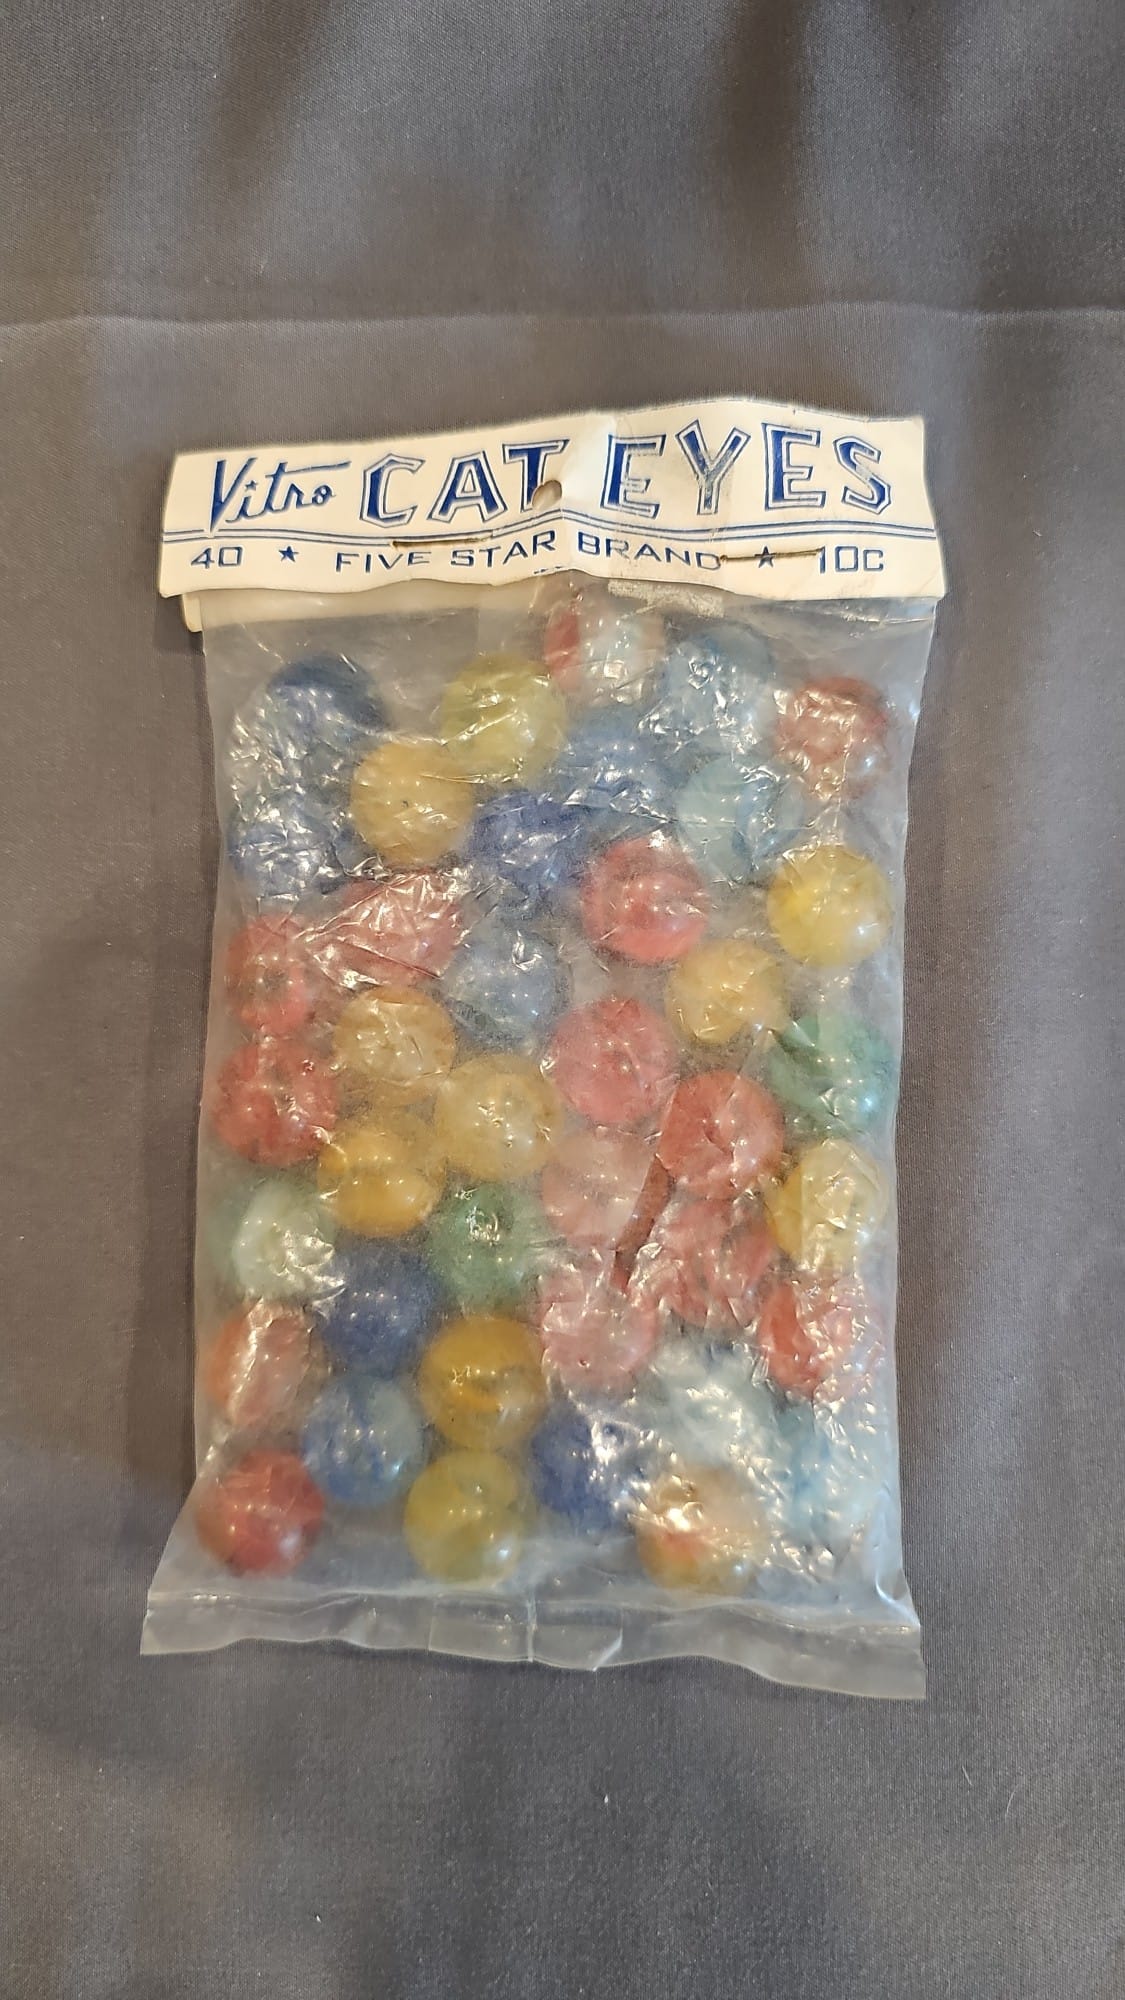 Vitro CAT EYES
40 ★ FIVE STAR BRAND ★ 10C